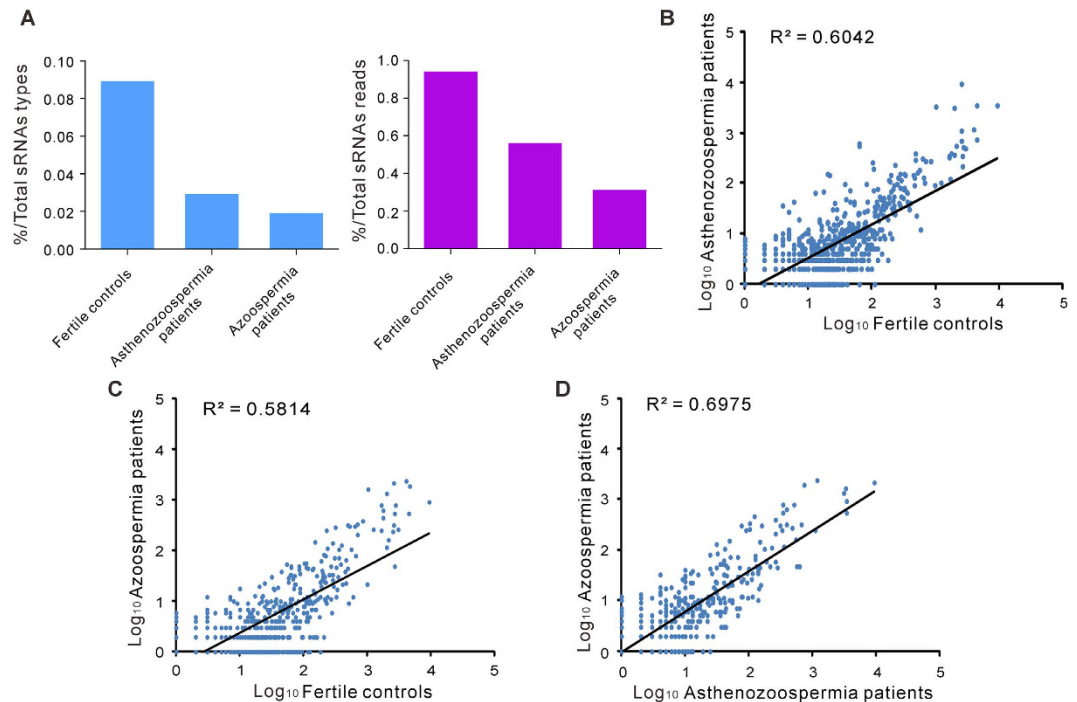 A
%/Total sRNAs types
0.10
0.08
0.06
0.04
0.02
0.00
Fertile controls
Asthenozoospermia
patients
Azoospermia
patients
%/Total sRNAs reads
1.0
0.8
0.6
0.4
0.2
0.0
Fertile controls
Asthenozoospermia
patients
Azoospermia
patients
B
R² = 0.6042
Log₁₀ Asthenozoospermia patients
5
4
3
2
1
0
0 1 2 3 4 5
Log₁₀ Fertile controls
C
R² = 0.5814
Log₁₀ Azoospermia patients
5
4
3
2
1
0
0 1 2 3 4 5
Log₁₀ Fertile controls
D
R² = 0.6975
Log₁₀ Azoospermia patients
5
4
3
2
1
0
0 1 2 3 4 5
Log₁₀ Asthenozoospermia patients